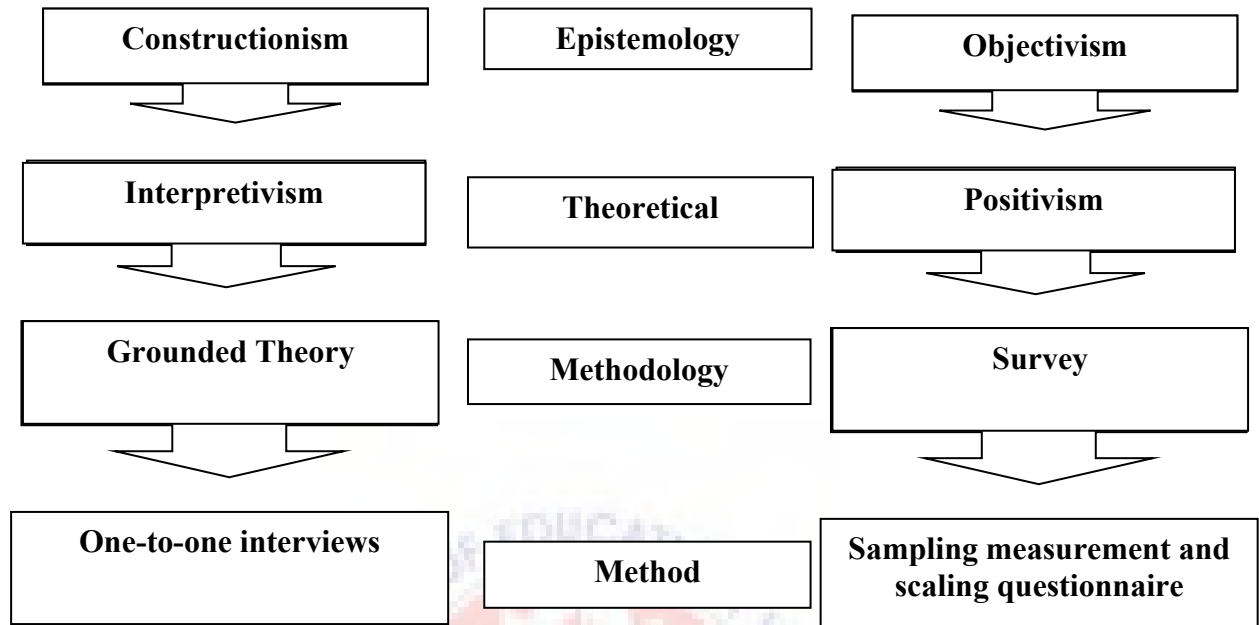 Constructionism
Epistemology
Objectivism
Interpretivism
Theoretical
Positivism
Grounded Theory
Methodology
Survey
One-to-one interviews
Method
Sampling measurement and
scaling questionnaire